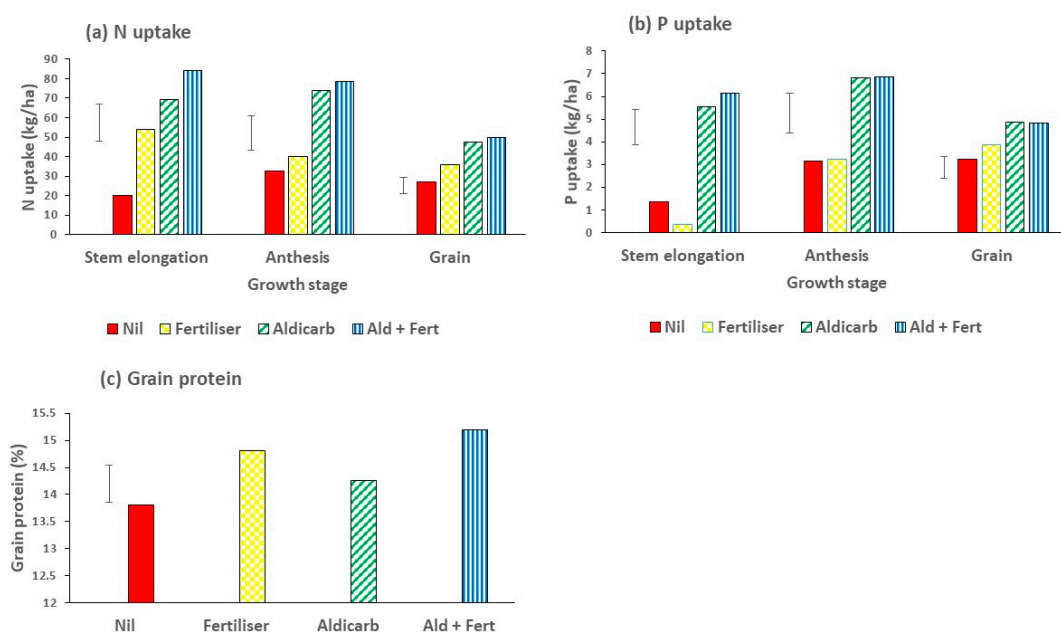 (a) N uptake
N uptake (kg/ha)
90
80
70
60
50
40
30
20
10
0
Stem elongation Anthesis Grain
Growth stage
Nil Fertiliser Aldicarb Ald + Fert
(b) P uptake
P uptake (kg/ha)
8
7
6
5
4
3
2
1
0
Stem elongation Anthesis Grain
Growth stage
Nil Fertiliser Aldicarb Ald + Fert
(c) Grain protein
Grain protein (%)
15.5
15
14.5
14
13.5
13
12.5
12
Nil Fertiliser Aldicarb Ald + Fert